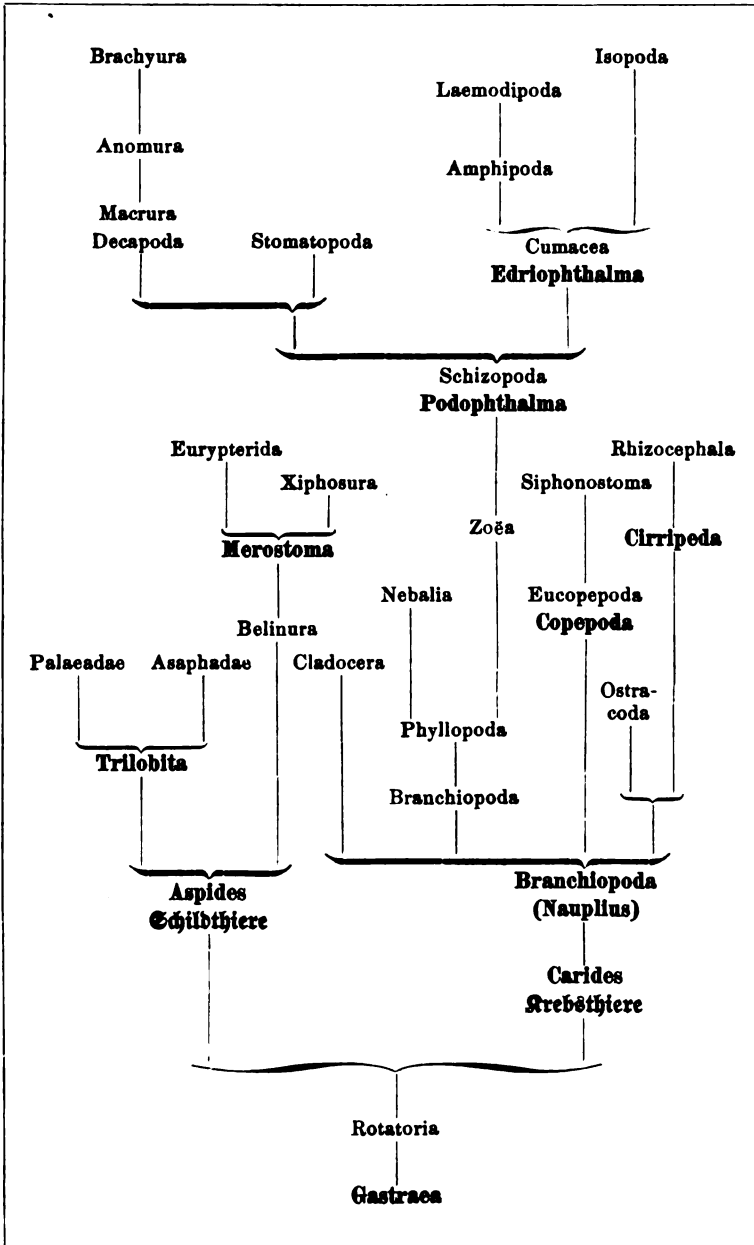 Brachyura
Isopoda
Laemodipoda
Anomura
Amphipoda
Macrura
Decapoda
Stomatopoda
Cumacea
Edriophthalma
Schizopoda
Podophthalma
Eurypterida
Rhizocephala
Xiphosura
Siphonostoma
Zoëa
Cirripeda
Merostoma
Nebalia
Eucopepoda
Copepoda
Belinura
Palaeadae
Asaphadae
Cladocera
Ostra-
coda
Phyllopoda
Trilobita
Branchiopoda
Aspides
Schildthiere
Branchiopoda
(Nauplius)
Carides
Krebsthiere
Rotatoria
Gastraea